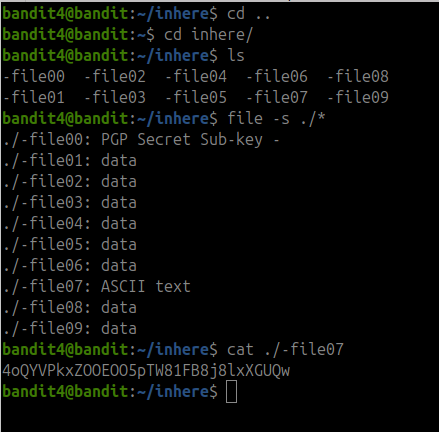 bandit4@bandit:~/inhere$ cd ..
bandit4@bandit:~$ cd inhere/
bandit4@bandit:~/inhere$ ls
-file00  -file02  -file04  -file06  -file08
-file01  -file03  -file05  -file07  -file09
bandit4@bandit:~/inhere$ file -s ./*
./-file00: PGP Secret Sub-key -
./-file01: data
./-file02: data
./-file03: data
./-file04: data
./-file05: data
./-file06: data
./-file07: ASCII text
./-file08: data
./-file09: data
bandit4@bandit:~/inhere$ cat ./-file07
4oQYVPkxZOOEOO5pTW81FB8j8lxXGUQw
bandit4@bandit:~/inhere$